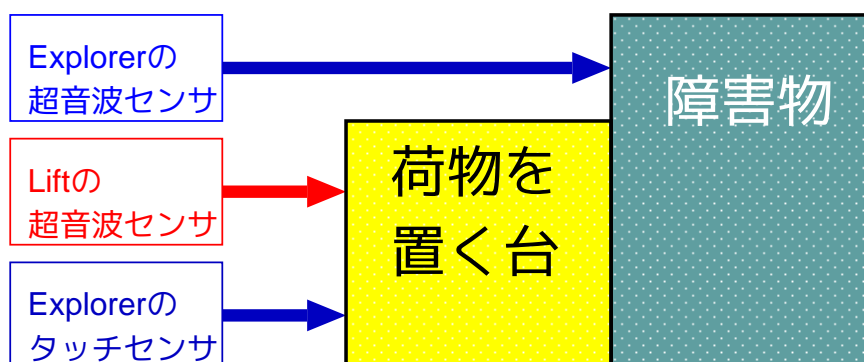 Explorerの
超音波センサ
障害物
荷物を
置く台
Liftの
超音波センサ
Explorerの
タッチセンサ